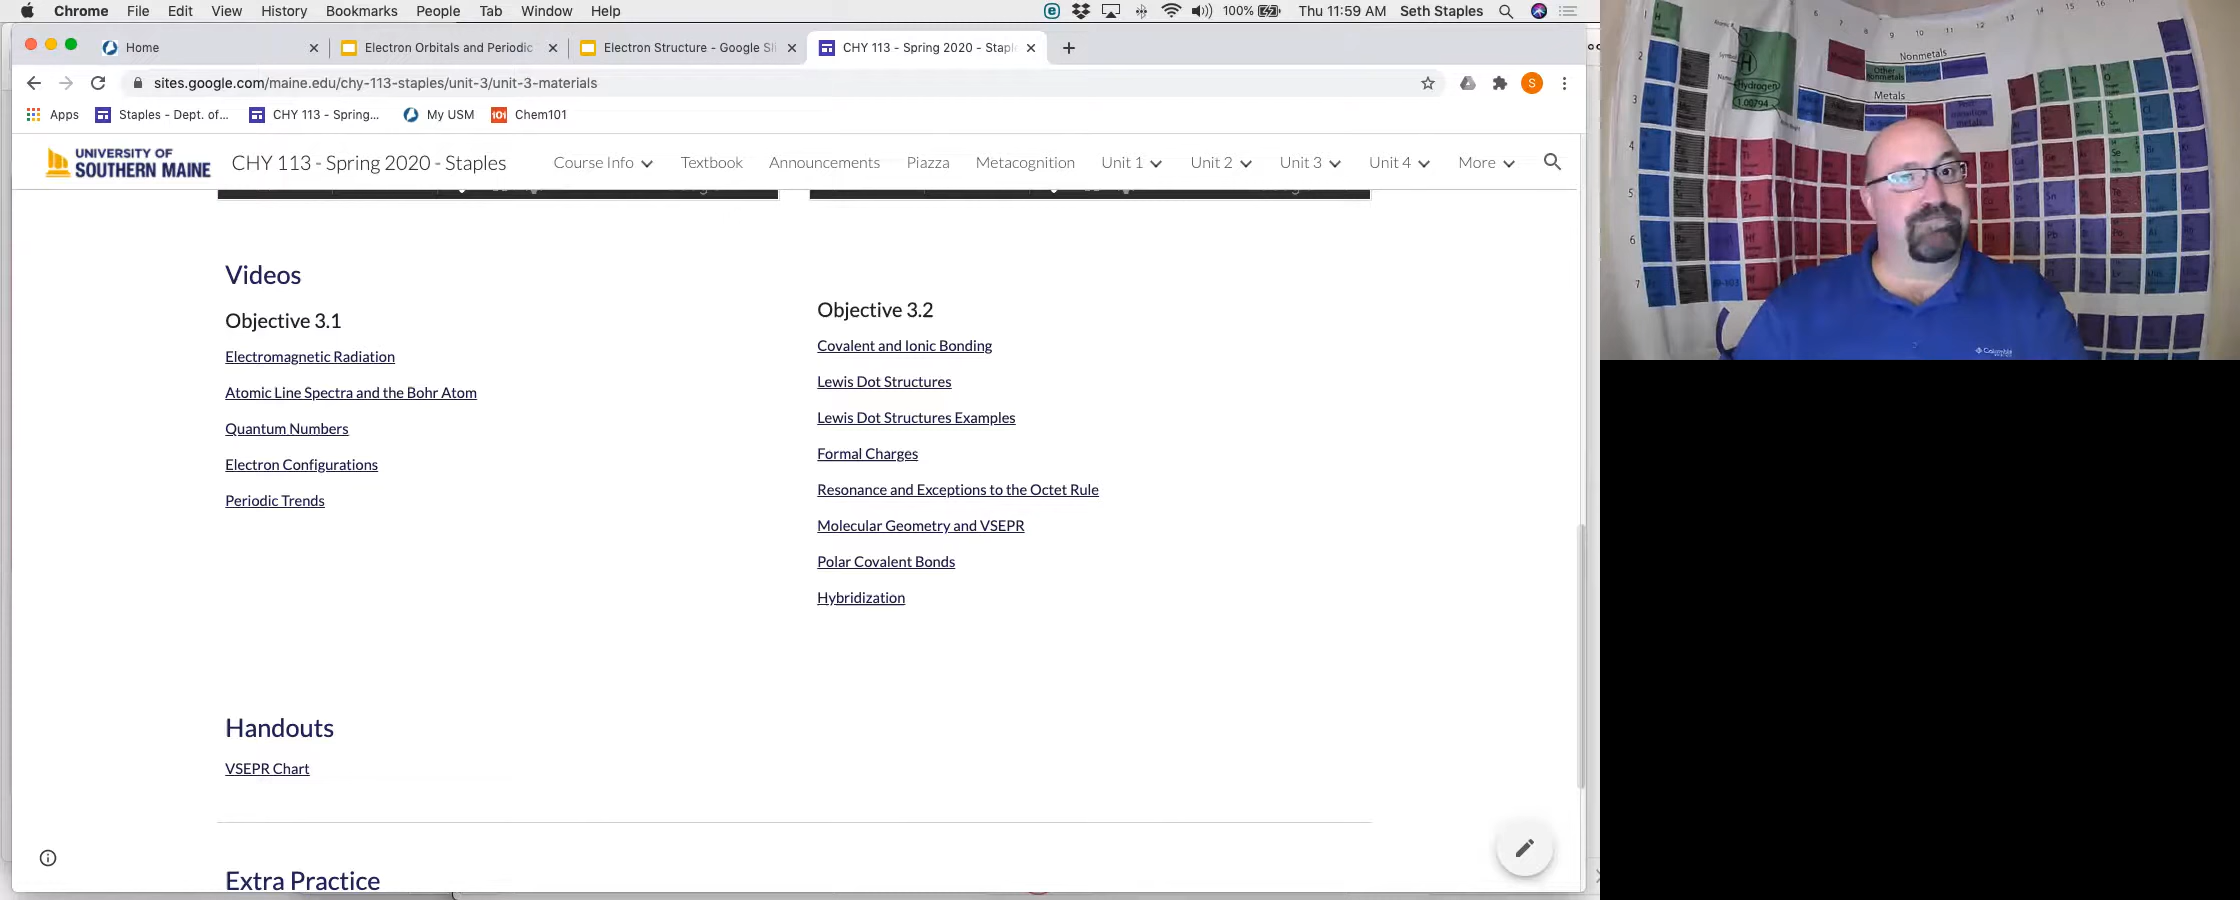 Chrome File Edit View History Bookmarks People Tab Window Help 100% Thu 11:59 AM Seth Staples
Home Electron Orbitals and Periodic Electron Structure - Google Sli CHY 113 - Spring 2020 - Stapl
sites.google.com/maine.edu/chy-113-staples/unit-3/unit-3-materials S
Apps Staples - Dept. of... CHY 113 - Spring... My USM 101 Chem101
UNIVERSITY OF
SOUTHERN MAINE
CHY 113 - Spring 2020 - Staples Course Info Textbook Announcements Piazza Metacognition Unit 1 Unit 2 Unit 3 Unit 4 More
Videos
Objective 3.1
Electromagnetic Radiation
Atomic Line Spectra and the Bohr Atom
Quantum Numbers
Electron Configurations
Periodic Trends
Objective 3.2
Covalent and Ionic Bonding
Lewis Dot Structures
Lewis Dot Structures Examples
Formal Charges
Resonance and Exceptions to the Octet Rule
Molecular Geometry and VSEPR
Polar Covalent Bonds
Hybridization
Handouts
VSEPR Chart
Extra Practice
Nonmetals
Metals
H
Hydrogen
1.00794
Columbia